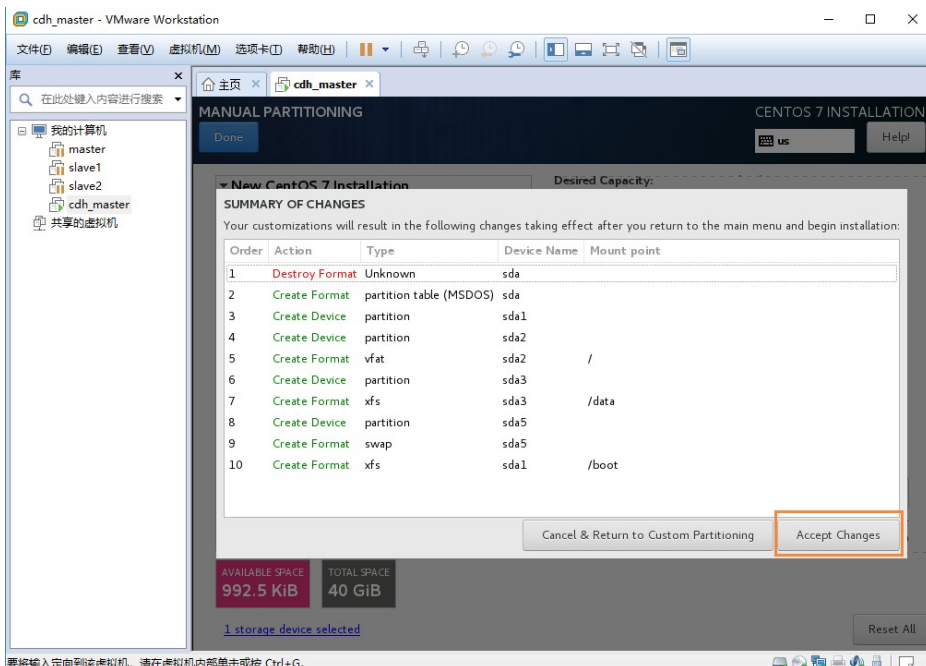 cdh_master - VMware Workstation
文件(F) 编辑(E) 查看(V) 虚拟机(M) 选项卡(T) 帮助(H)
库
在此处键入内容进行搜索
我的计算机
master
slave1
slave2
cdh_master
共享的虚拟机
主页
cdh_master
MANUAL PARTITIONING
CENTOS 7 INSTALLATION
Done
us
Help!
New CentOS 7 Installation
Desired Capacity:
SUMMARY OF CHANGES
Your customizations will result in the following changes taking effect after you return to the main menu and begin installation:
Order Action Type Device Name Mount point
1 Destroy Format Unknown sda
2 Create Format partition table (MSDOS) sda
3 Create Device partition sda1
4 Create Device partition sda2
5 Create Format vfat sda2 /
6 Create Device partition sda3
7 Create Format xfs sda3 /data
8 Create Device partition sda5
9 Create Format swap sda5
10 Create Format xfs sda1 /boot
Cancel & Return to Custom Partitioning
Accept Changes
AVAILABLE SPACE
992.5 KiB
TOTAL SPACE
40 GiB
1 storage device selected
Reset All
要将输入定向到该虚拟机，请在虚拟机内部单击或按 Ctrl+G。